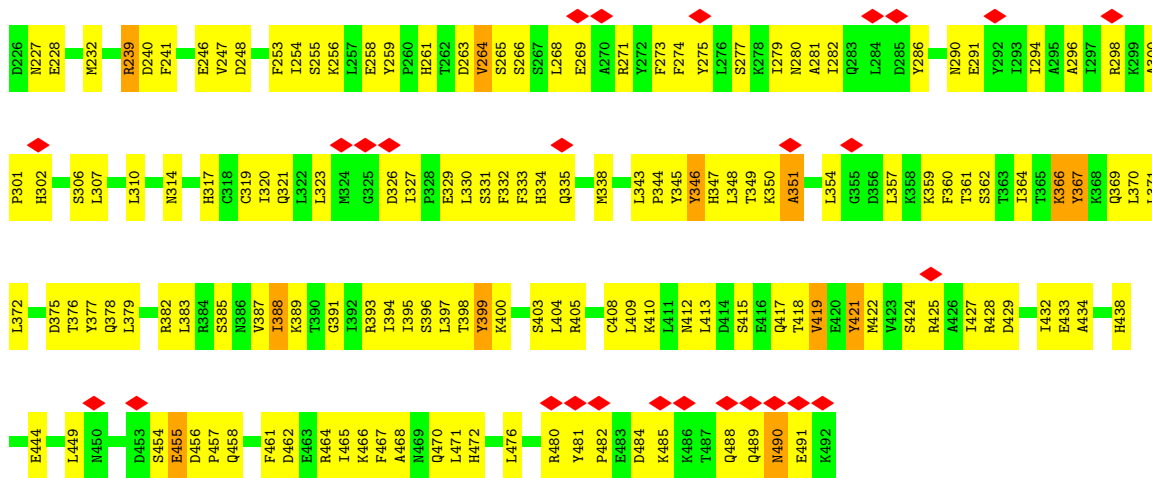 D226 N227 E228 M232 R239 D240 F241 E246 V247 D248 F253 I254 S255 K256 L257 E258 Y259 P260 H261 T262 D263 V264 S265 S266 S267 L268 E269 A270 R271 Y272 F273 F274 Y275 L276 S277 K278 I279 N280 A281 I282 Q283 L284 D285 Y286 N290 E291 Y292 I293 I294 A295 A296 I297 R298 K299 A300
P301 H302 S306 L307 L310 N314 H317 C318 C319 I320 Q321 L322 L323 M324 G325 D326 I327 P328 E329 L330 S331 F332 F333 H334 Q335 M338 L343 P344 Y345 Y346 H347 L348 T349 K350 A351 L354 G355 D356 L357 K358 K359 F360 T361 S362 T363 I364 T365 K366 Y367 K368 Q369 L370 L371
L372 D375 T376 Y377 Q378 L379 R382 L383 R384 S385 N386 V387 I388 K389 T390 G391 I392 R393 I394 I395 S396 L397 T398 Y399 K400 S403 L404 R405 C408 L409 K410 L411 N412 L413 D414 S415 E416 Q417 T418 V419 E420 Y421 M422 V423 S424 R425 A426 I427 R428 D429 I432 E433 A434 H438
E444 L449 N450 D453 S454 E455 D456 P457 Q458 F461 D462 E463 R464 I465 K466 F467 A468 N469 Q470 L471 H472 L476 R480 Y481 P482 E483 D484 K485 K486 T487 Q488 Q489 N490 E491 K492